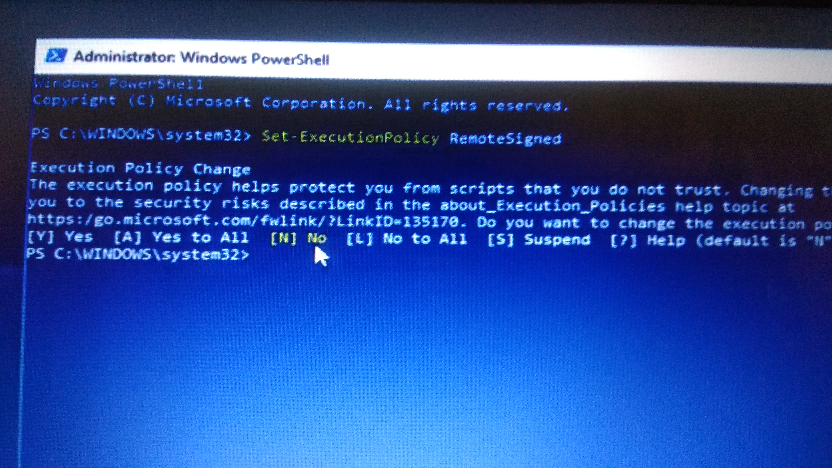 Administrator: Windows PowerShell
Windows PowerShell
Copyright (C) Microsoft Corporation. All rights reserved.
PS C:\WINDOWS\system32> Set-ExecutionPolicy RemoteSigned
Execution Policy Change
The execution policy helps protect you from scripts that you do not trust. Changing t
you to the security risks described in the about_Execution_Policies help topic at
https:/go.microsoft.com/fwlink/?LinkID=135170. Do you want to change the execution po
[Y] Yes [A] Yes to All [N] No [L] No to All [S] Suspend [?] Help (default is "N"
PS C:\WINDOWS\system32>